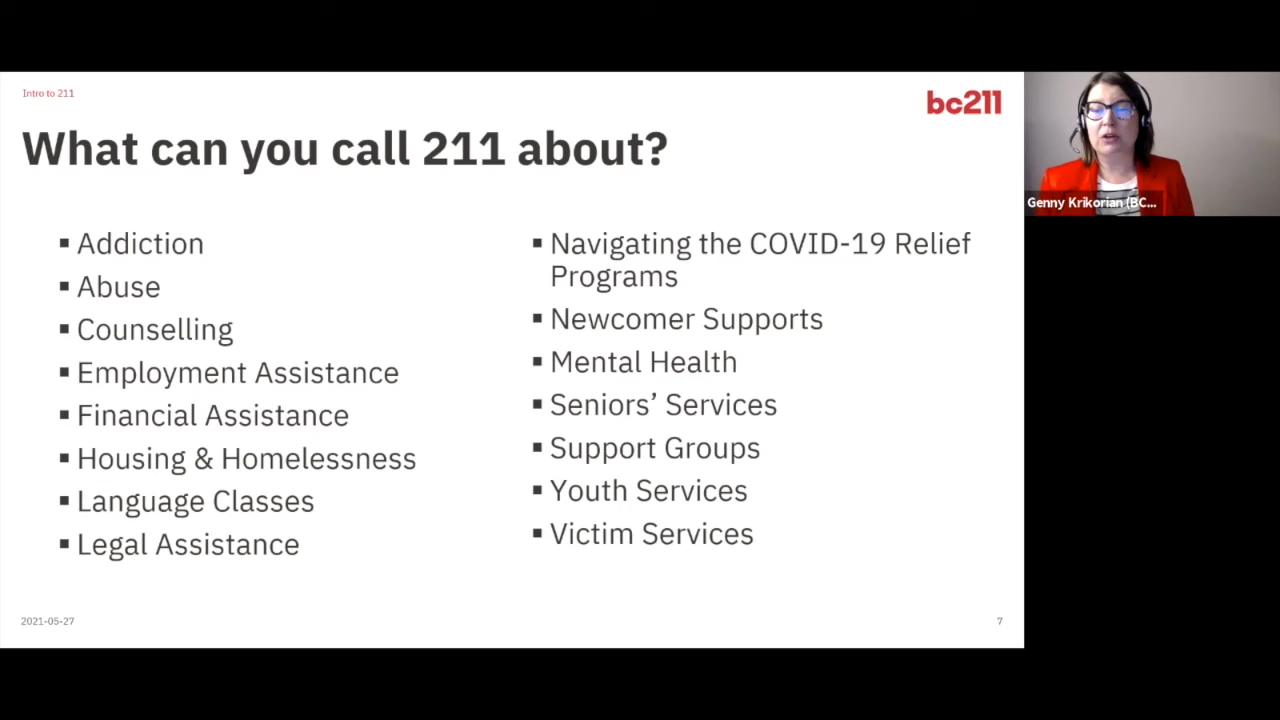 Intro to 211
bc211
What can you call 211 about?
▪ Addiction
▪ Abuse
▪ Counselling
▪ Employment Assistance
▪ Financial Assistance
▪ Housing & Homelessness
▪ Language Classes
▪ Legal Assistance
▪ Navigating the COVID-19 Relief
Programs
▪ Newcomer Supports
▪ Mental Health
▪ Seniors’ Services
▪ Support Groups
▪ Youth Services
▪ Victim Services
2021-05-27
7
Genny Krikorian (BC...